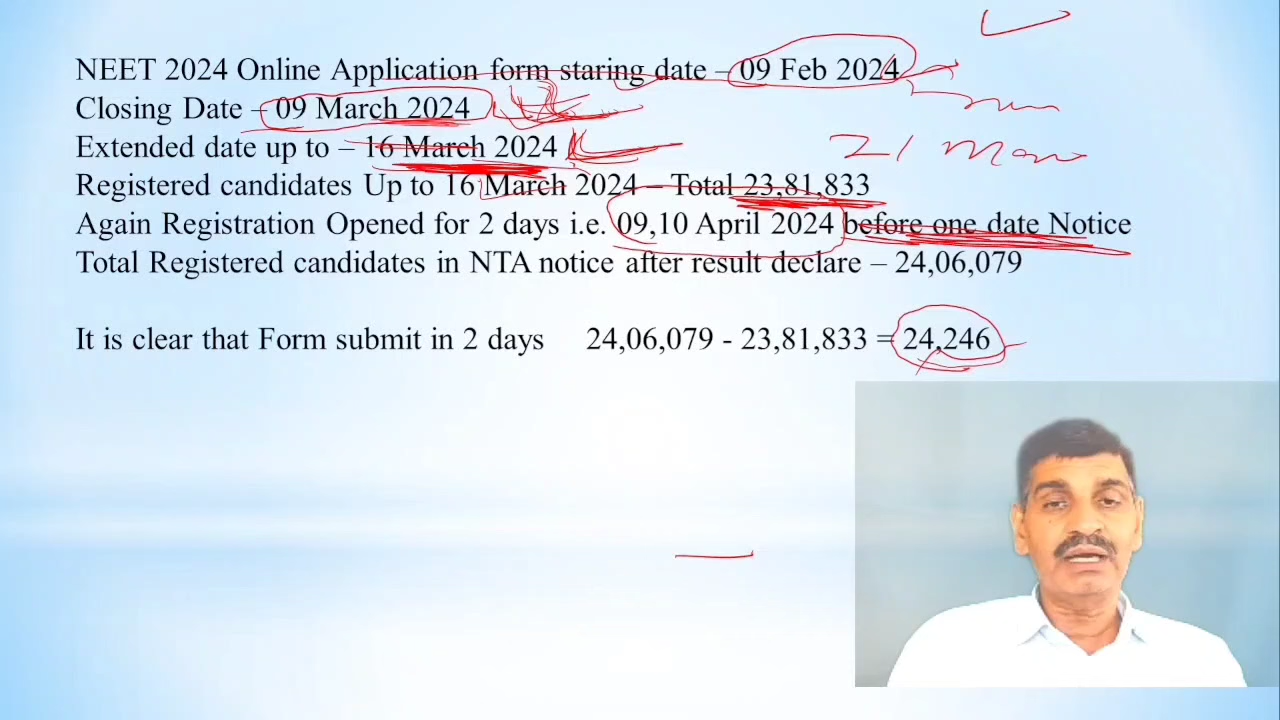 NEET 2024 Online Application form staring date – 09 Feb 2024
Closing Date – 09 March 2024
Extended date up to – 16 March 2024
21 Mar
Registered candidates Up to 16 March 2024 – Total 23,81,833
Again Registration Opened for 2 days i.e. 09,10 April 2024 before one date Notice
Total Registered candidates in NTA notice after result declare – 24,06,079
It is clear that Form submit in 2 days 24,06,079 - 23,81,833 = 24,246